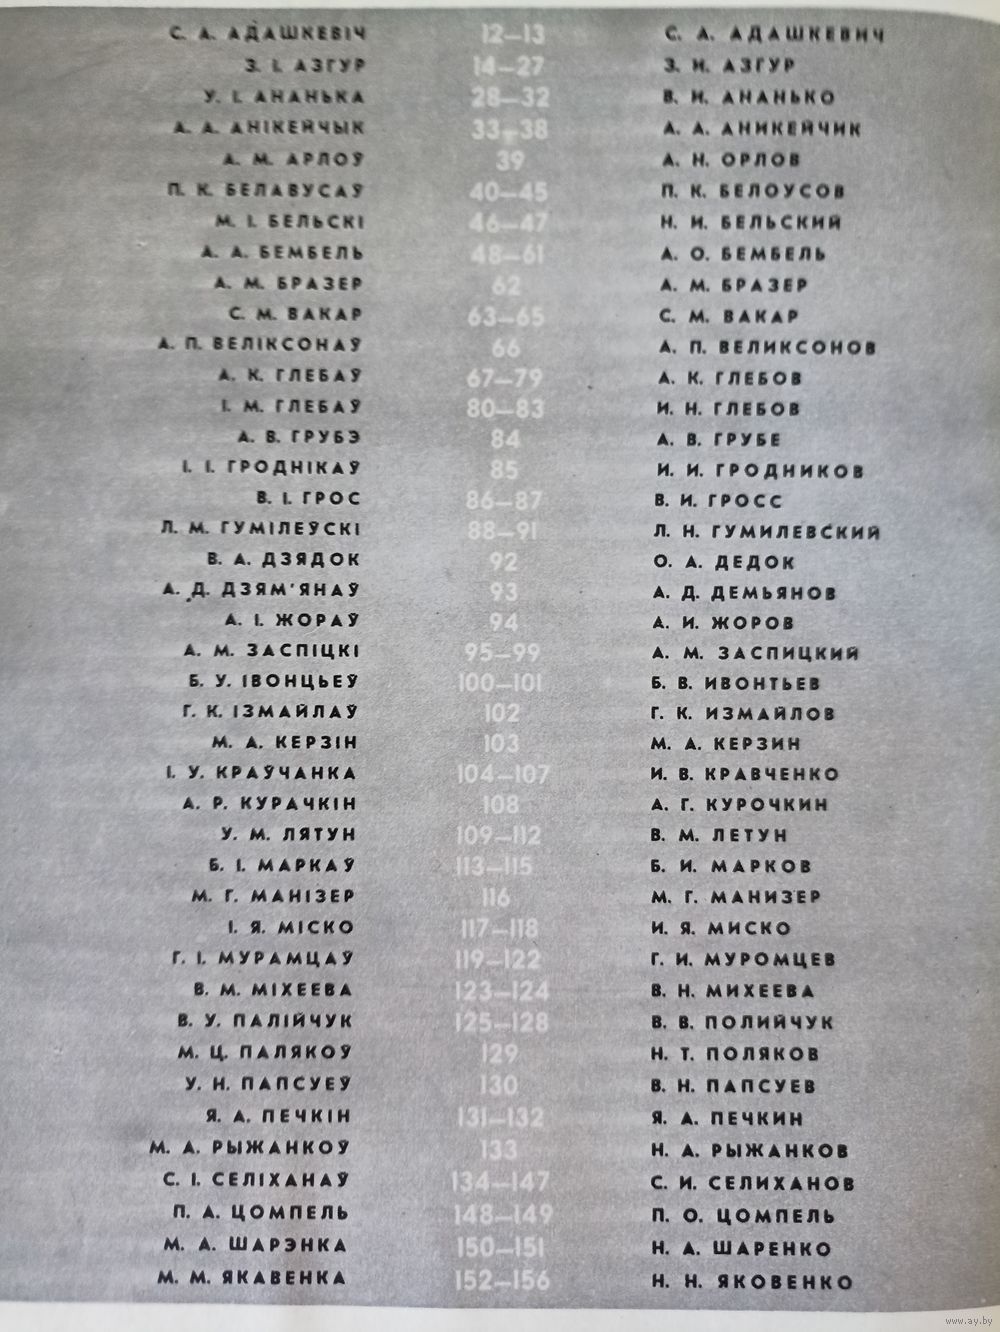 С. А. АДАШКЕВІЧ 12–13 С. А. АДАШКЕВИЧ
З. І. АЗГУР 14–27 З. И. АЗГУР
У. І. АНАНЬКА 28–32 В. И. АНАНЬКО
А. А. АНІКЕЙЧЫК 33–38 А. А. АНИКЕЙЧИК
А. М. АРЛОЎ 39 А. Н. ОРЛОВ
П. К. БЕЛАВУСАЎ 40–45 П. К. БЕЛОУСОВ
М. І. БЕЛЬСКІ 46–47 Н. И. БЕЛЬСКИЙ
А. А. БЕМБЕЛЬ 48–61 А. О. БЕМБЕЛЬ
А. М. БРАЗЕР 62 А. М. БРАЗЕР
С. М. ВАКАР 63–65 С. М. ВАКАР
А. П. ВЕЛІКСОНАЎ 66 А. П. ВЕЛИКСОНОВ
А. К. ГЛЕБАЎ 67–79 А. К. ГЛЕБОВ
І. М. ГЛЕБАЎ 80–83 И. Н. ГЛЕБОВ
А. В. ГРУБЭ 84 А. В. ГРУБЕ
І. І. ГРОДНІКАЎ 85 И. И. ГРОДНИКОВ
В. І. ГРОС 86–87 В. И. ГРОСС
Л. М. ГУМІЛЕЎСКІ 88–91 Л. Н. ГУМИЛЕВСКИЙ
В. А. ДЗЯДОК 92 О. А. ДЕДОК
А. Д. ДЗЯМ'ЯНАЎ 93 А. Д. ДЕМЬЯНОВ
А. І. ЖОРАЎ 94 А. И. ЖОРОВ
А. М. ЗАСПІЦКІ 95–99 А. М. ЗАСПИЦКИЙ
Б. У. ІВОНЦЬЕЎ 100–101 Б. В. ИВОНТЬЕВ
Г. К. ІЗМАЙЛАЎ 102 Г. К. ИЗМАЙЛОВ
М. А. КЕРЗІН 103 М. А. КЕРЗИН
І. У. КРАЎЧАНКА 104–107 И. В. КРАВЧЕНКО
А. Р. КУРАЧКІН 108 А. Г. КУРОЧКИН
У. М. ЛЯТУН 109–112 В. М. ЛЕТУН
Б. І. МАРКАЎ 113–115 Б. И. МАРКОВ
М. Г. МАНІЗЕР 116 М. Г. МАНИЗЕР
І. Я. МІСКО 117–118 И. Я. МИСКО
Г. І. МУРАМЦАЎ 119–122 Г. И. МУРОМЦЕВ
В. М. МІХЕЕВА 123–124 В. Н. МИХЕЕВА
В. У. ПАЛІЙЧУК 125–128 В. В. ПОЛИЙЧУК
М. Ц. ПАЛЯКОЎ 129 Н. Т. ПОЛЯКОВ
У. Н. ПАПСУЕЎ 130 В. Н. ПАПСУЕВ
Я. А. ПЕЧКІН 131–132 Я. А. ПЕЧКИН
М. А. РЫЖАНКОЎ 133 Н. А. РЫЖАНКОВ
С. І. СЕЛІХАНАЎ 134–147 С. И. СЕЛИХАНОВ
П. А. ЦОМПЕЛЬ 148–149 П. О. ЦОМПЕЛЬ
М. А. ШАРЭНКА 150–151 Н. А. ШАРЕНКО
М. М. ЯКАВЕНКА 152–156 Н. Н. ЯКОВЕНКО
www.ay.by